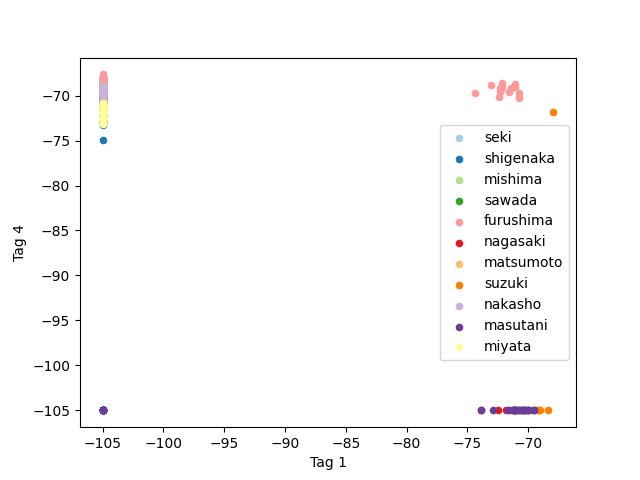 Tag 4
−70
−75
−80
−85
−90
−95
−100
−105
seki
shigenaka
mishima
sawada
furushima
nagasaki
matsumoto
suzuki
nakasho
masutani
miyata
−105 −100 −95 −90 −85 −80 −75 −70
Tag 1